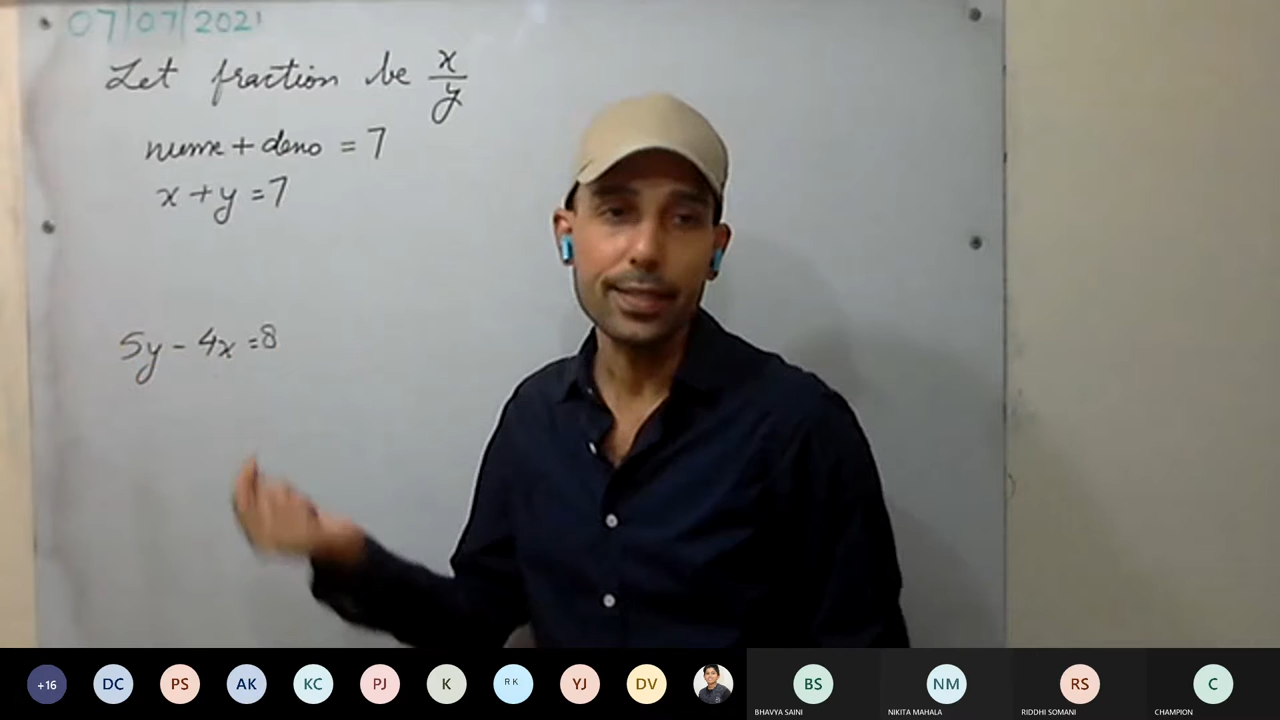 07/07/2021
Let fraction be x/y
nume + deno = 7
x + y = 7
5y - 4x = 8
+16 DC PS AK KC PJ K RK YJ DV BS NM RS C
BHAVYA SAINI NIKITA MAHALA RIDDHI SOMANI CHAMPION